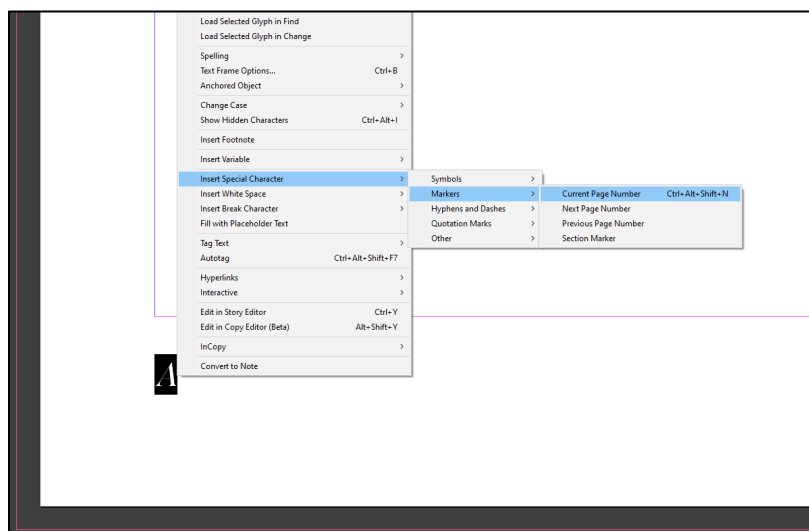 Load Selected Glyph in Find
Load Selected Glyph in Change
Spelling >
Text Frame Options... Ctrl+B
Anchored Object >
Change Case >
Show Hidden Characters Ctrl+Alt+I
Insert Footnote
Insert Variable >
Insert Special Character >
Insert White Space >
Insert Break Character >
Fill with Placeholder Text
Tag Text >
Autotag Ctrl+Alt+Shift+F7
Hyperlinks >
Interactive >
Edit in Story Editor Ctrl+Y
Edit in Copy Editor (Beta) Alt+Shift+Y
InCopy >
Convert to Note
Symbols >
Markers >
Hyphens and Dashes >
Quotation Marks >
Other >
Current Page Number Ctrl+Alt+Shift+N
Next Page Number
Previous Page Number
Section Marker
A